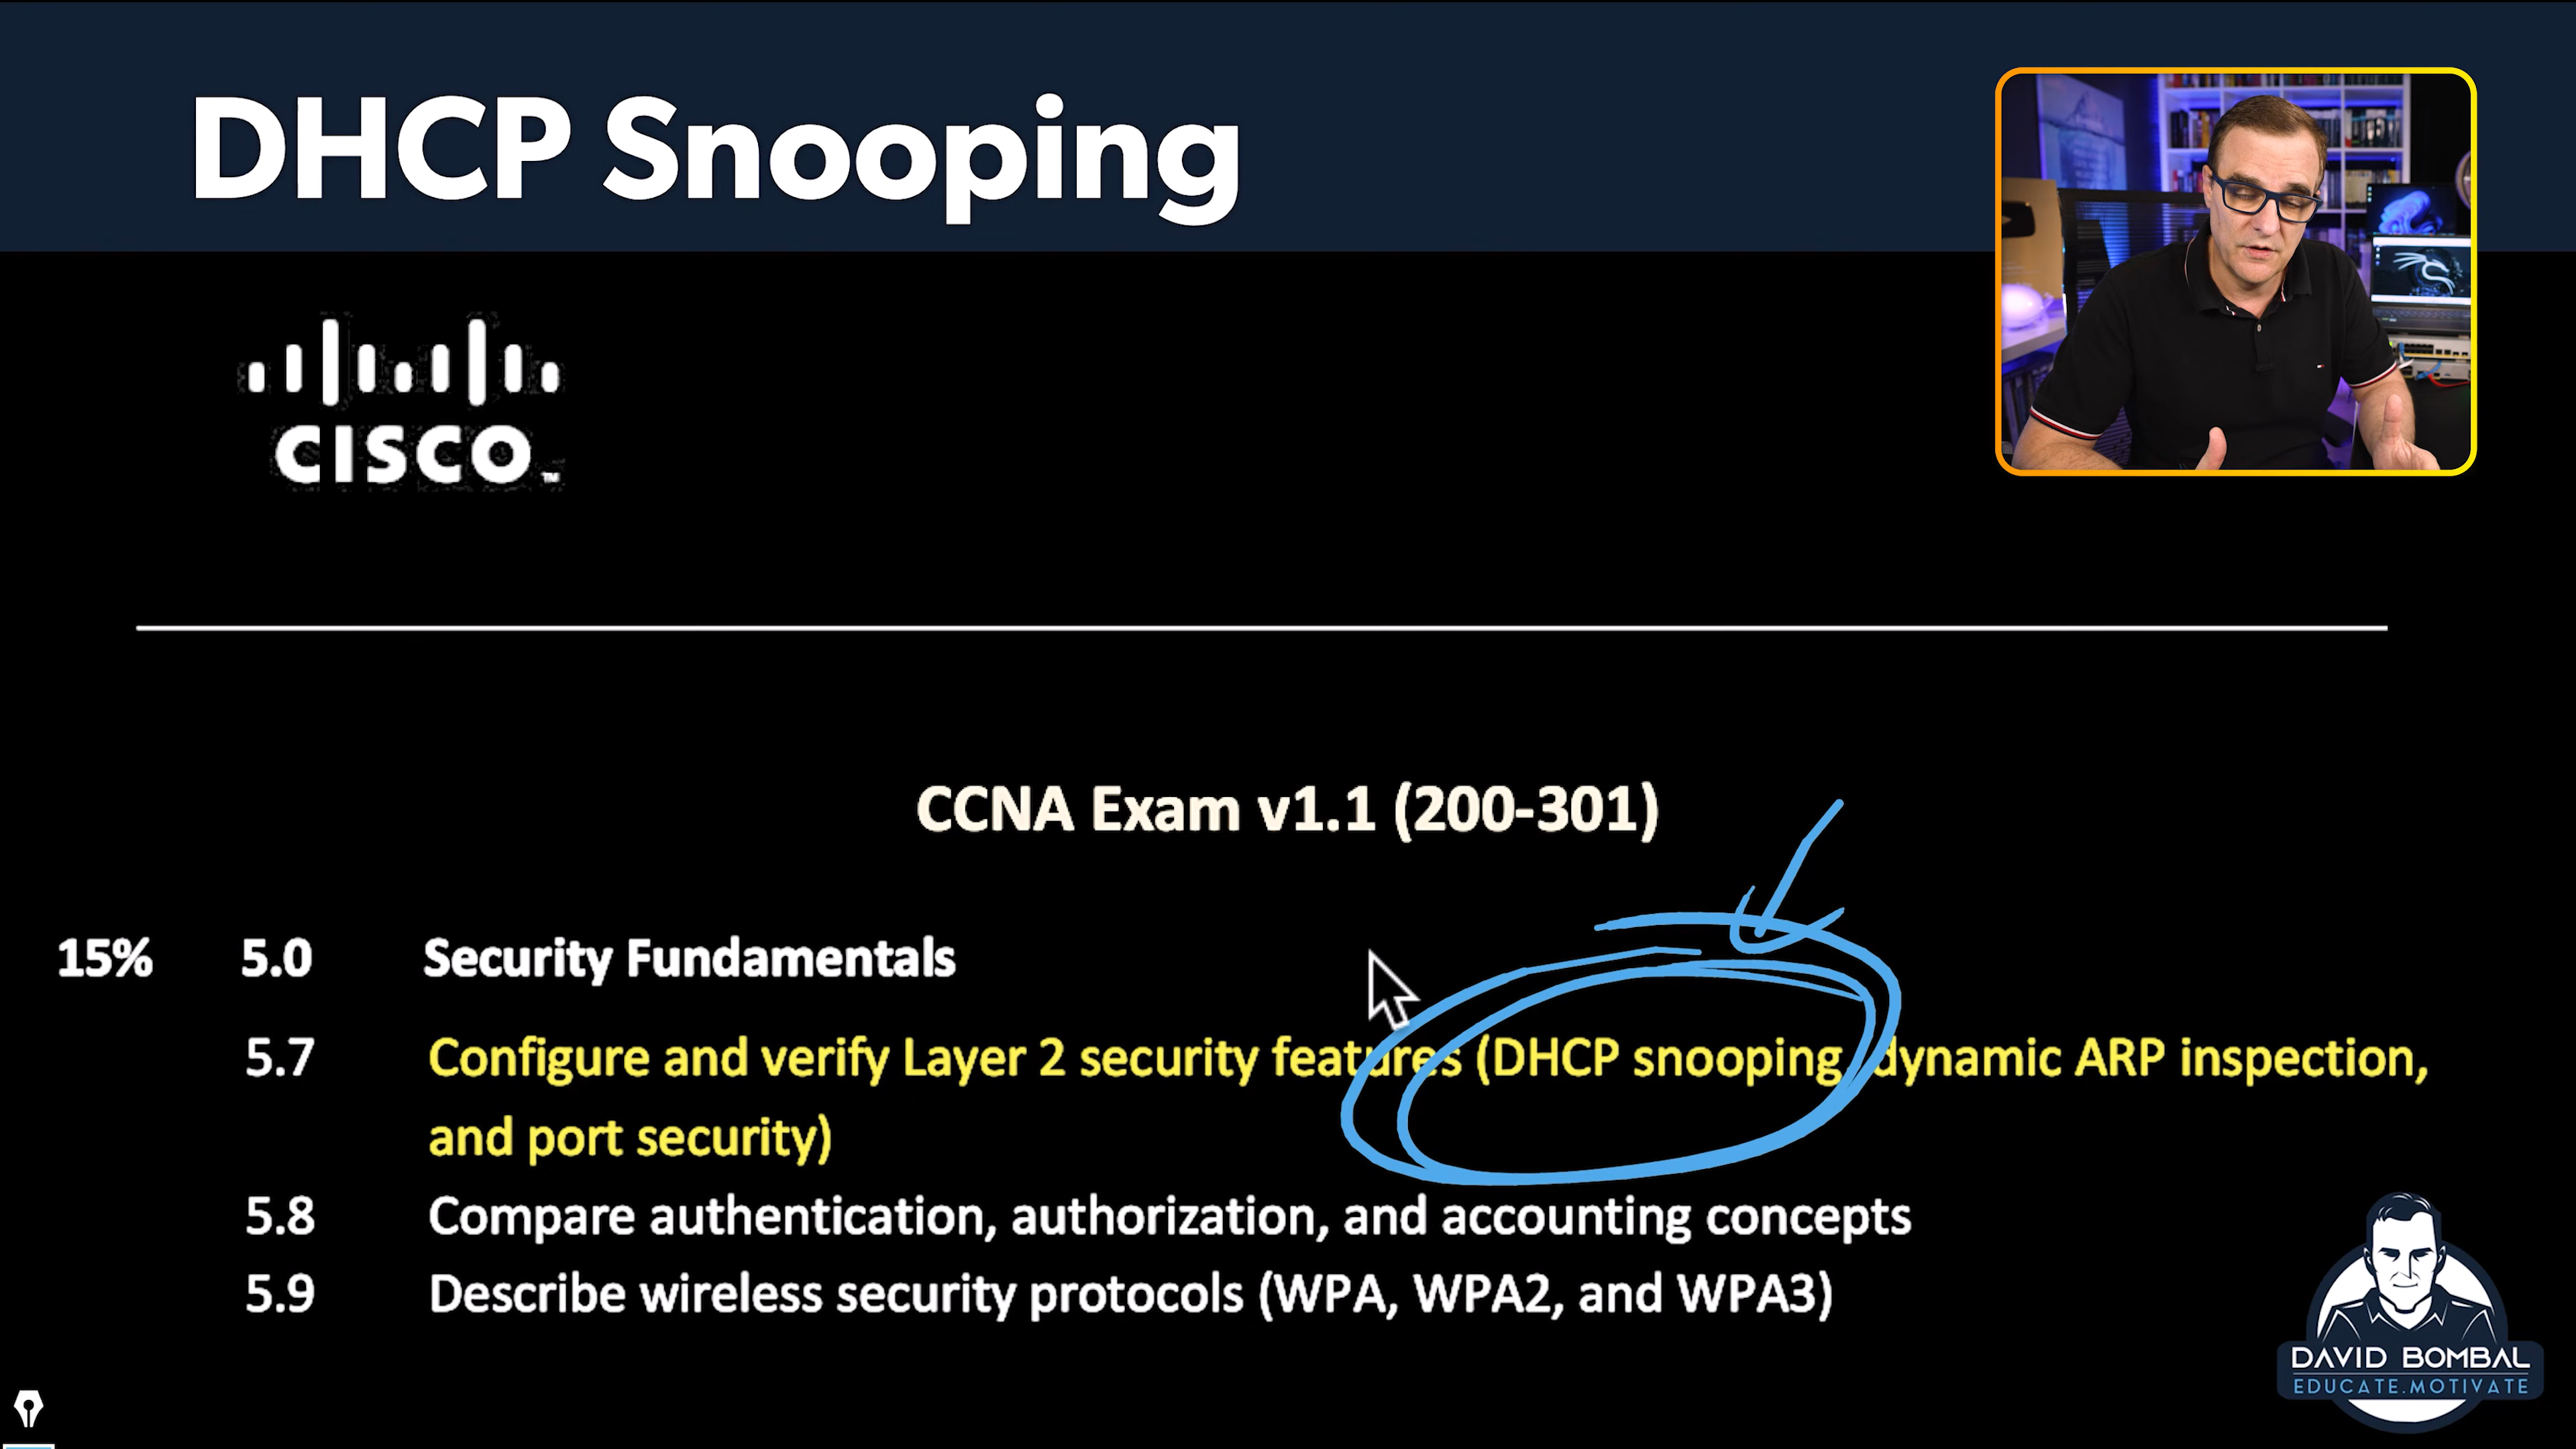 DHCP Snooping
CISCO™
CCNA Exam v1.1 (200-301)
15% 5.0 Security Fundamentals
5.7 Configure and verify Layer 2 security features (DHCP snooping, dynamic ARP inspection,
and port security)
5.8 Compare authentication, authorization, and accounting concepts
5.9 Describe wireless security protocols (WPA, WPA2, and WPA3)
DAVID BOMBAL
EDUCATE.MOTIVATE